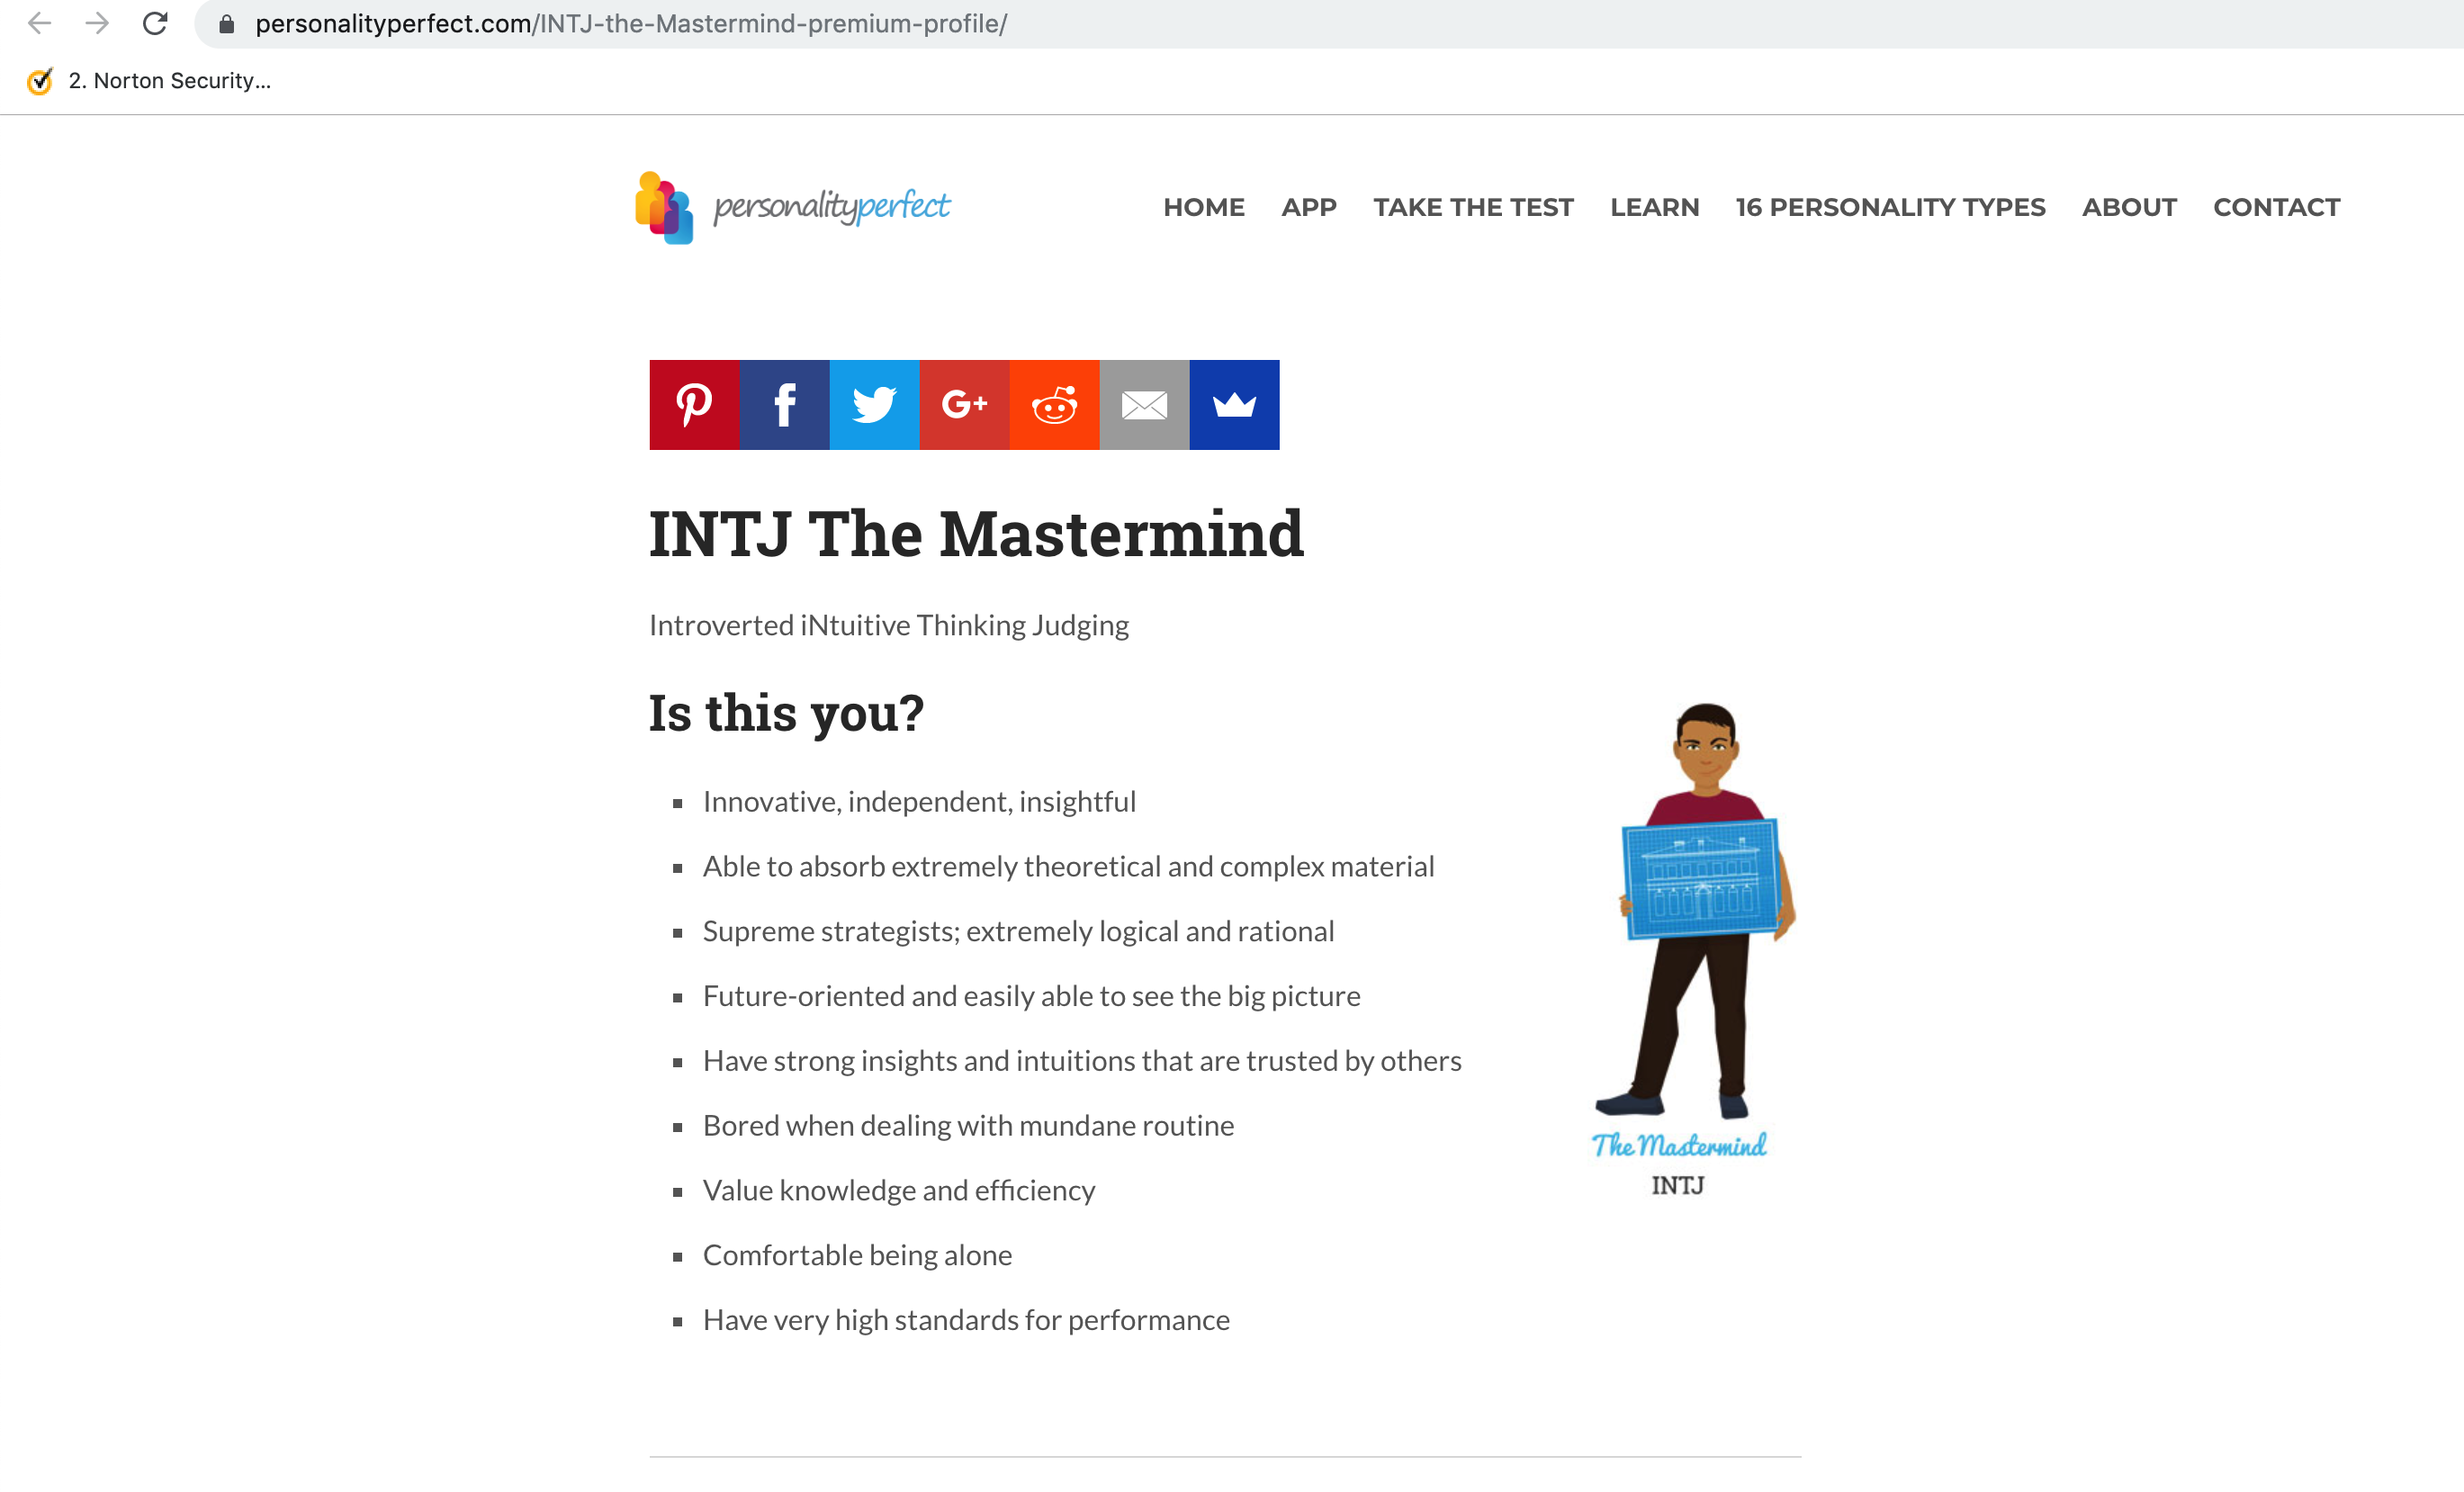 personalityperfect.com/INTJ-the-Mastermind-premium-profile/
2. Norton Security...
personalityperfect
HOME APP TAKE THE TEST LEARN 16 PERSONALITY TYPES ABOUT CONTACT
G+
INTJ The Mastermind
Introverted iNtuitive Thinking Judging
Is this you?
Innovative, independent, insightful
Able to absorb extremely theoretical and complex material
Supreme strategists; extremely logical and rational
Future-oriented and easily able to see the big picture
Have strong insights and intuitions that are trusted by others
Bored when dealing with mundane routine
Value knowledge and efficiency
Comfortable being alone
Have very high standards for performance
The Mastermind
INTJ